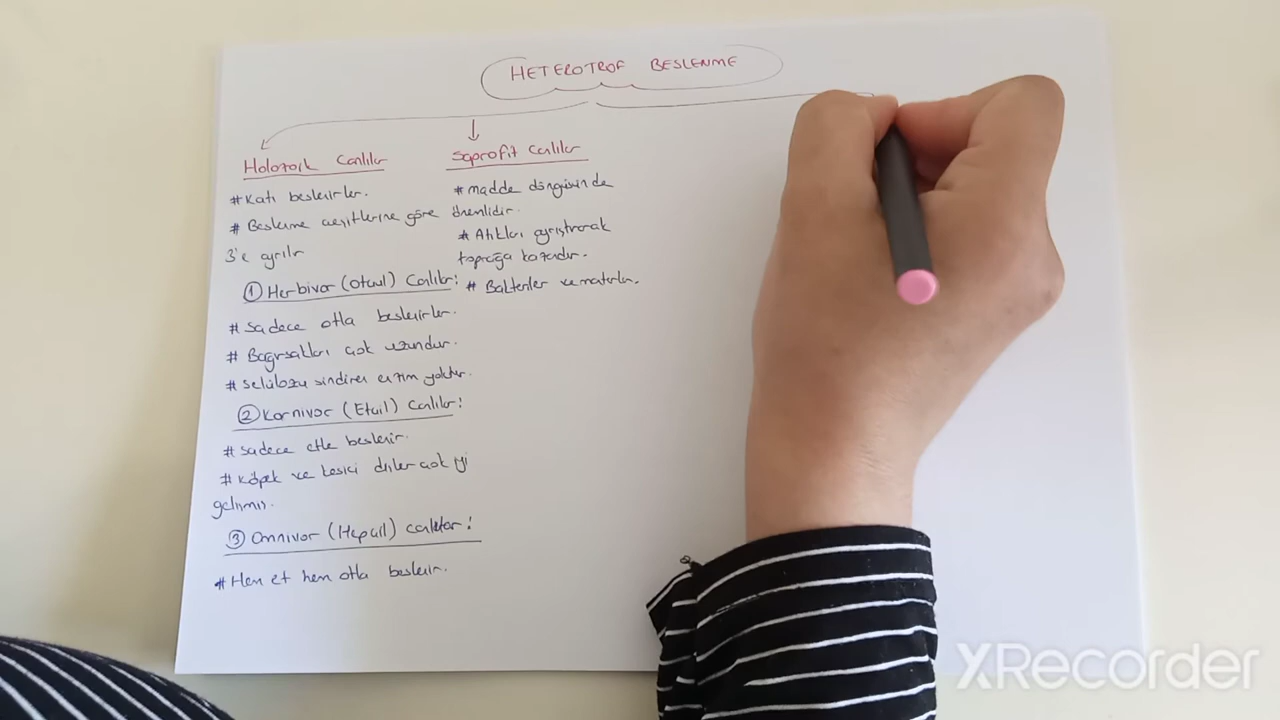 HETEROTROF BESLENME
Holozoik Canlılar
# Katı beslenirler.
# Beslenme çeşitlerine göre
3'e ayrılır
① Herbivor (otçul) Canlılar:
# Sadece otla beslenirler.
# Bağırsakları çok uzundur.
# Selülozu sindiren enzim yoktur.
② Karnivor (Etçil) Canlılar:
# Sadece etle beslenir.
# Köpek ve kesici dişler çok iyi
gelişmiş.
③ Omnivor (Hepçil) canlılar:
# Hem et hem otla beslenir.
Saprofit Canlılar
# Madde döngüsünde
önemlidir.
# Atıkları ayrıştırarak
toprağa kazandır.
# Bakteriler ve mantarlar.
XRecorder